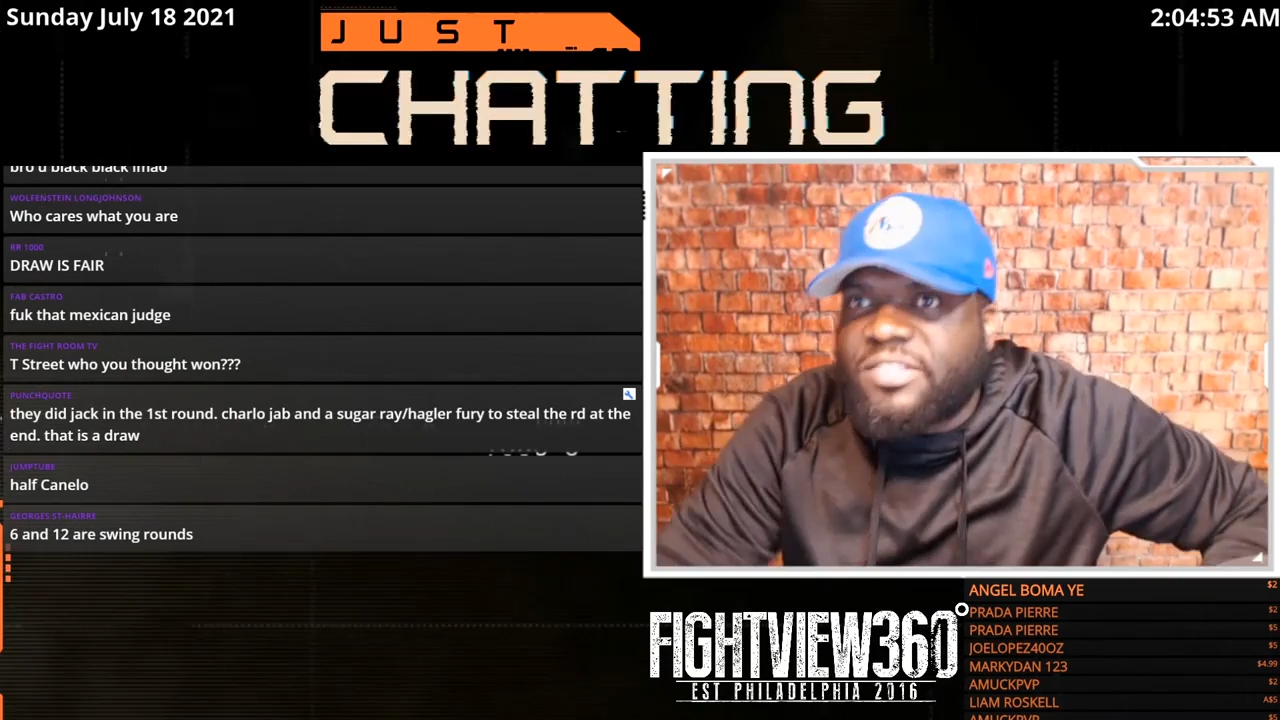 Sunday July 18 2021
2:04:53 AM
JUST
CHATTING
bro u black black lmao
WOLFENSTEIN LONGJOHNSON
Who cares what you are
RR 1000
DRAW IS FAIR
FAB CASTRO
fuk that mexican judge
THE FIGHT ROOM TV
T Street who you thought won???
PUNCHQUOTE
they did jack in the 1st round. charlo jab and a sugar ray/hagler fury to steal the rd at the
end. that is a draw
JUMPTUBE
half Canelo
GEORGES ST-HAIRRE
6 and 12 are swing rounds
FIGHTVIEW360°
EST PHILADELPHIA 2016
ANGEL BOMA YE $2
PRADA PIERRE $2
PRADA PIERRE $5
JOELOPEZ40OZ $5
MARKYDAN 123 $4.99
AMUCKPVP $2
LIAM ROSKELL A$5
AMUCKPVP